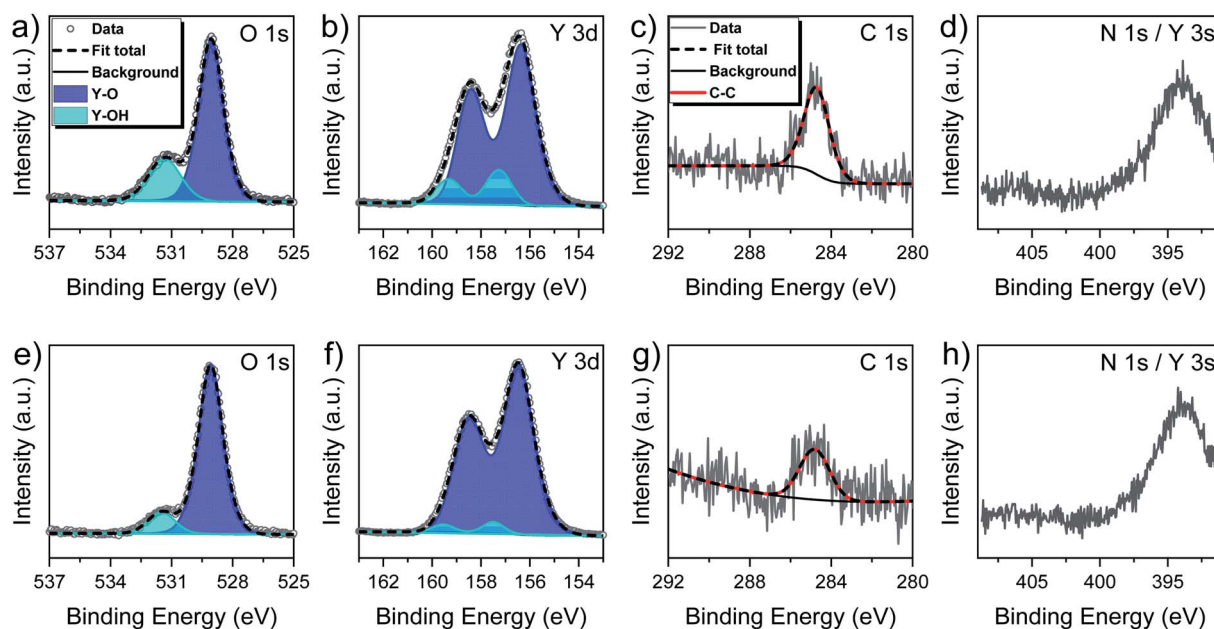 a)
O 1s
Data
Fit total
Background
Y-O
Y-OH
Intensity (a.u.)
537 534 531 528 525
Binding Energy (eV)
b)
Y 3d
Intensity (a.u.)
162 160 158 156 154
Binding Energy (eV)
c)
C 1s
Data
Fit total
Background
C-C
Intensity (a.u.)
292 288 284 280
Binding Energy (eV)
d)
N 1s / Y 3s
Intensity (a.u.)
405 400 395
Binding Energy (eV)
e)
O 1s
Intensity (a.u.)
537 534 531 528 525
Binding Energy (eV)
f)
Y 3d
Intensity (a.u.)
162 160 158 156 154
Binding Energy (eV)
g)
C 1s
Intensity (a.u.)
292 288 284 280
Binding Energy (eV)
h)
N 1s / Y 3s
Intensity (a.u.)
405 400 395
Binding Energy (eV)